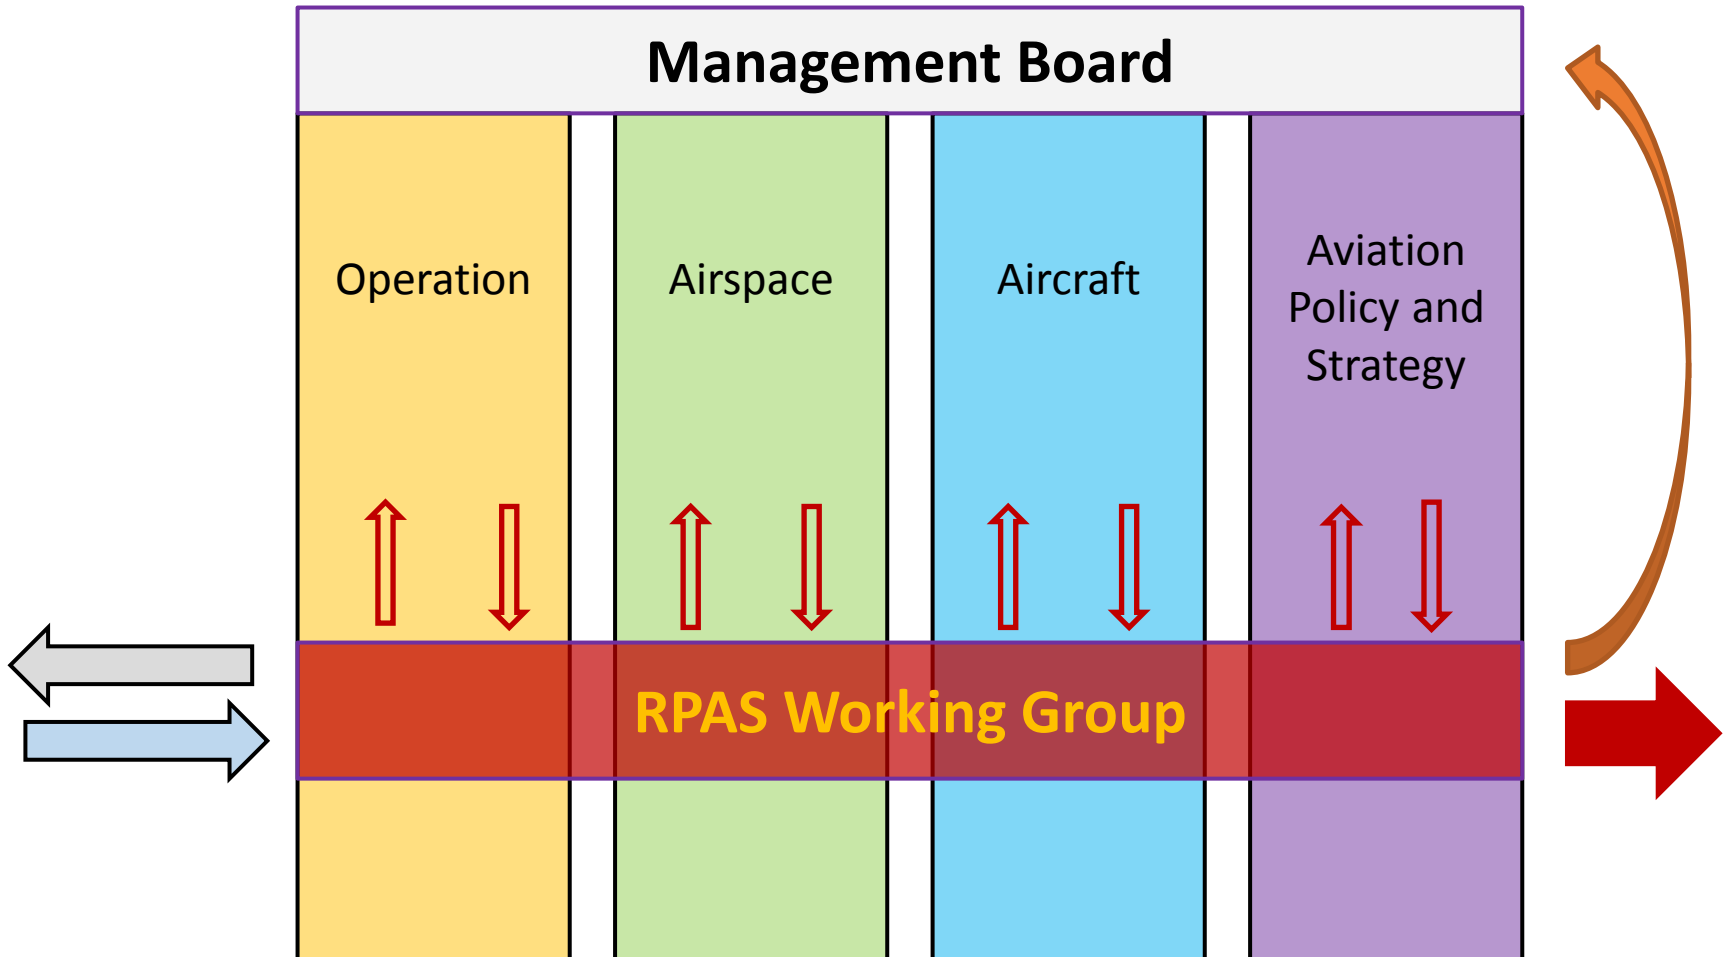 Management Board
Operation
Airspace
Aircraft
Aviation
Policy and
Strategy
RPAS Working Group